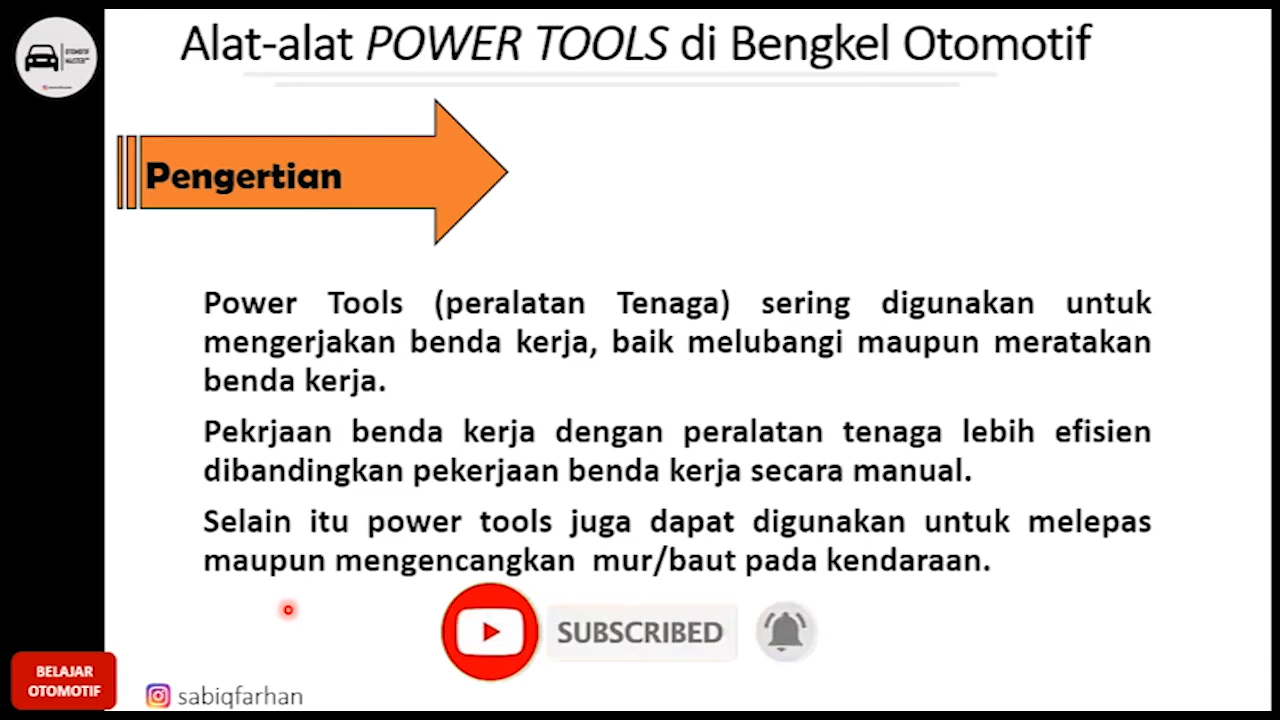 Alat-alat POWER TOOLS di Bengkel Otomotif
OTOMOTIF
MASTER
Pengertian
Power Tools (peralatan Tenaga) sering digunakan untuk
mengerjakan benda kerja, baik melubangi maupun meratakan
benda kerja.
Pekrjaan benda kerja dengan peralatan tenaga lebih efisien
dibandingkan pekerjaan benda kerja secara manual.
Selain itu power tools juga dapat digunakan untuk melepas
maupun mengencangkan mur/baut pada kendaraan.
SUBSCRIBED
BELAJAR
OTOMOTIF
sabiqfarhan